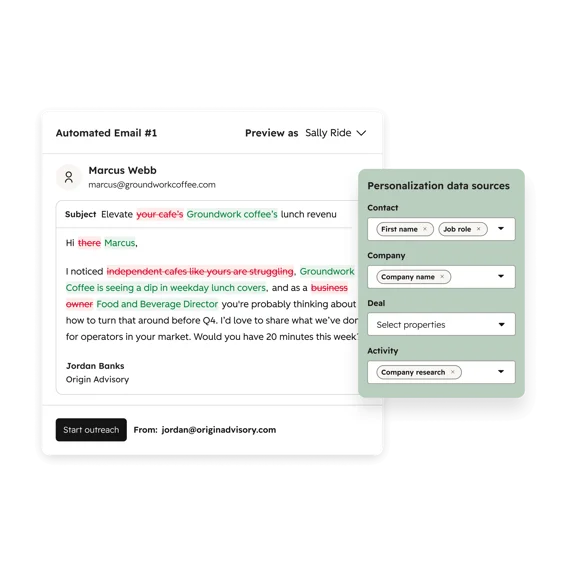 Automated Email #1
Preview as Sally Ride
Marcus Webb
marcus@groundworkcoffee.com
Subject Elevate your cafe's Groundwork coffee's lunch revenu
Hi there Marcus,
I noticed independent cafes like yours are struggling, Groundwork
Coffee is seeing a dip in weekday lunch covers, and as a business
owner Food and Beverage Director you're probably thinking about
how to turn that around before Q4. I'd love to share what we've don
for operators in your market. Would you have 20 minutes this week?
Jordan Banks
Origin Advisory
Start outreach
From: jordan@originadvisory.com
Personalization data sources
Contact
First name × Job role ×
Company
Company name ×
Deal
Select properties
Activity
Company research ×